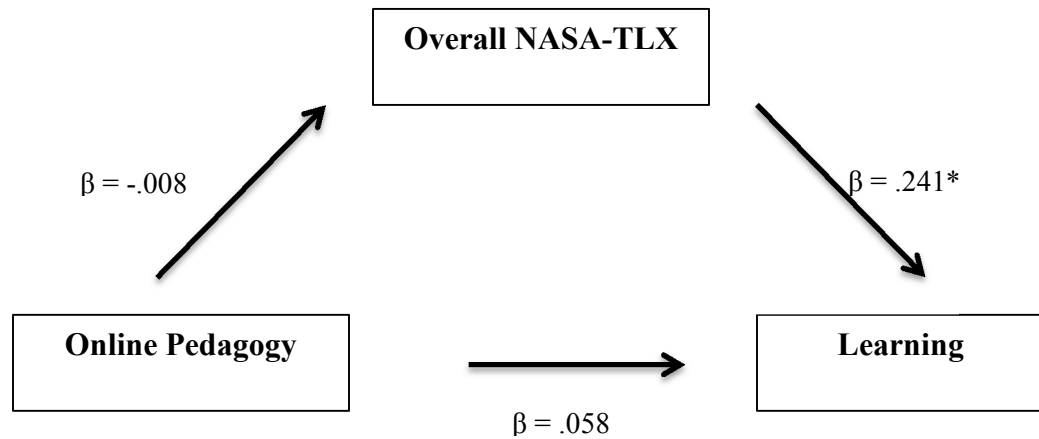 Overall NASA-TLX
β = -.008
β = .241*
Online Pedagogy
Learning
β = .058